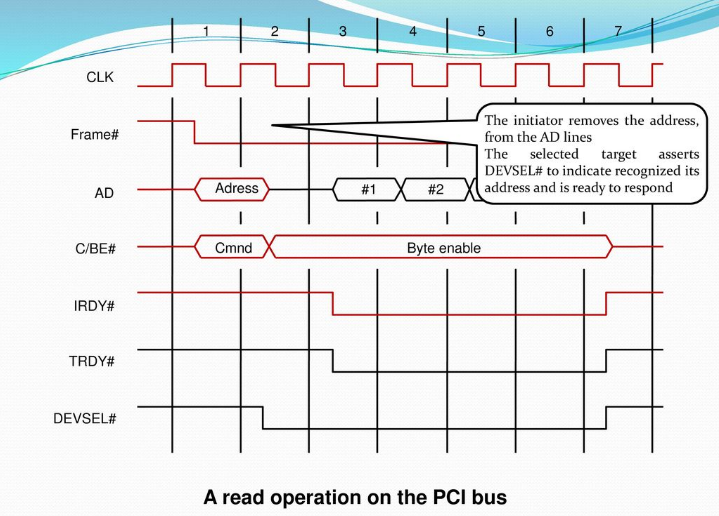 1 2 3 4 5 6 7
CLK
Frame#
The initiator removes the address,
from the AD lines
The selected target asserts
DEVSEL# to indicate recognized its
address and is ready to respond
AD Adress #1 #2
C/BE# Cmnd Byte enable
IRDY#
TRDY#
DEVSEL#
A read operation on the PCI bus